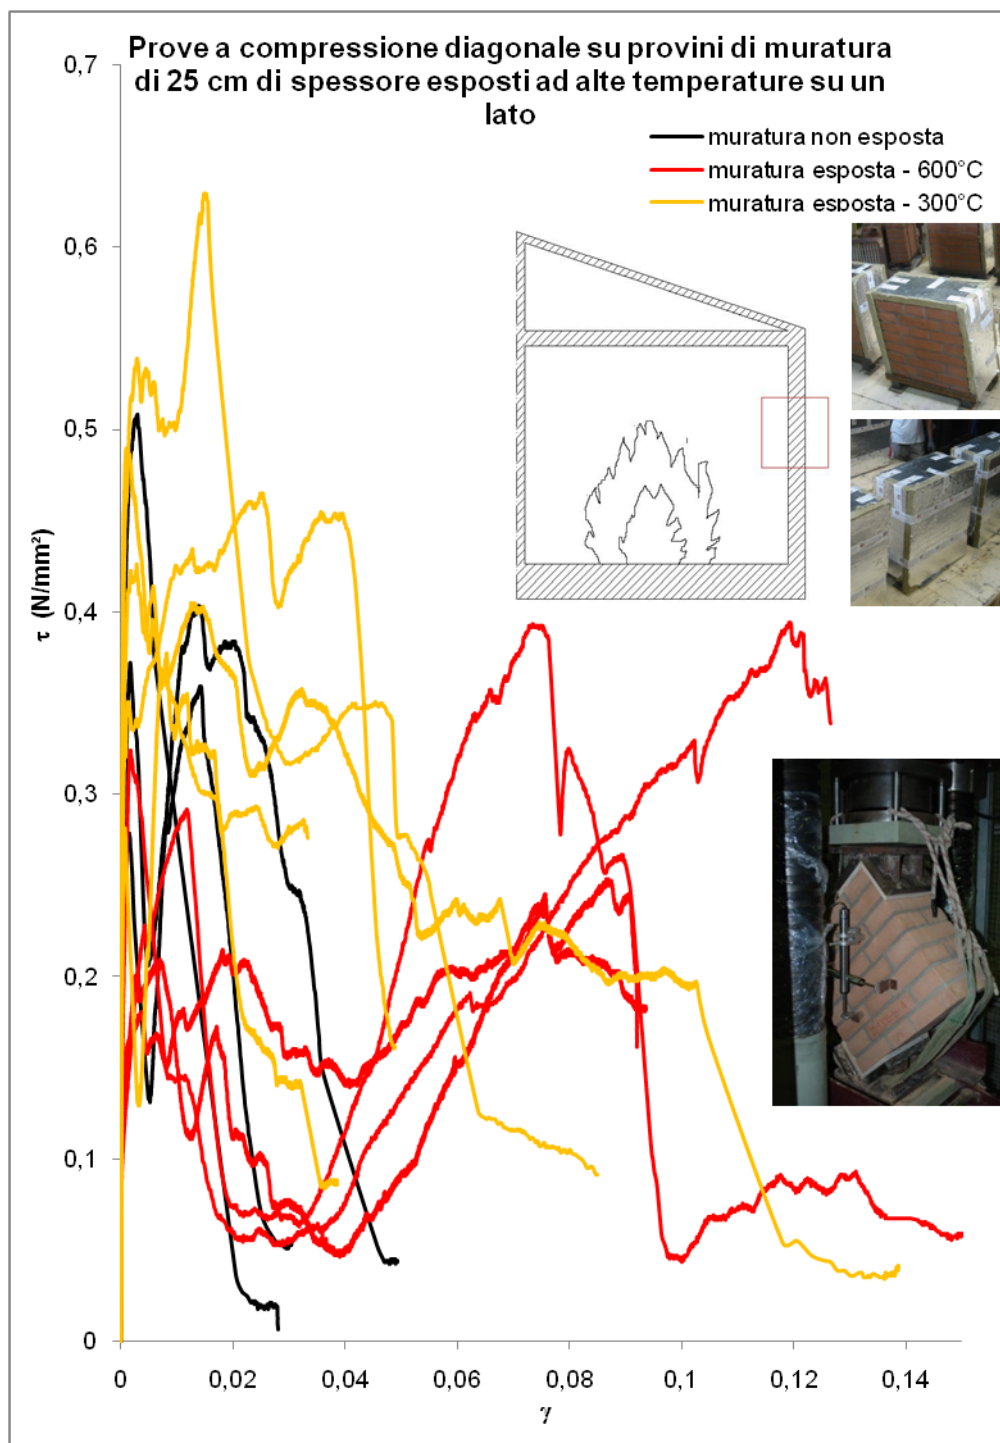 Prove a compressione diagonale su provini di muratura
di 25 cm di spessore esposti ad alte temperature su un
lato
muratura non esposta
muratura esposta - 600°C
muratura esposta - 300°C
0,7
0,6
0,5
0,4
0,3
0,2
0,1
0
τ (N/mm²)
0 0,02 0,04 0,06 0,08 0,1 0,12 0,14
γ